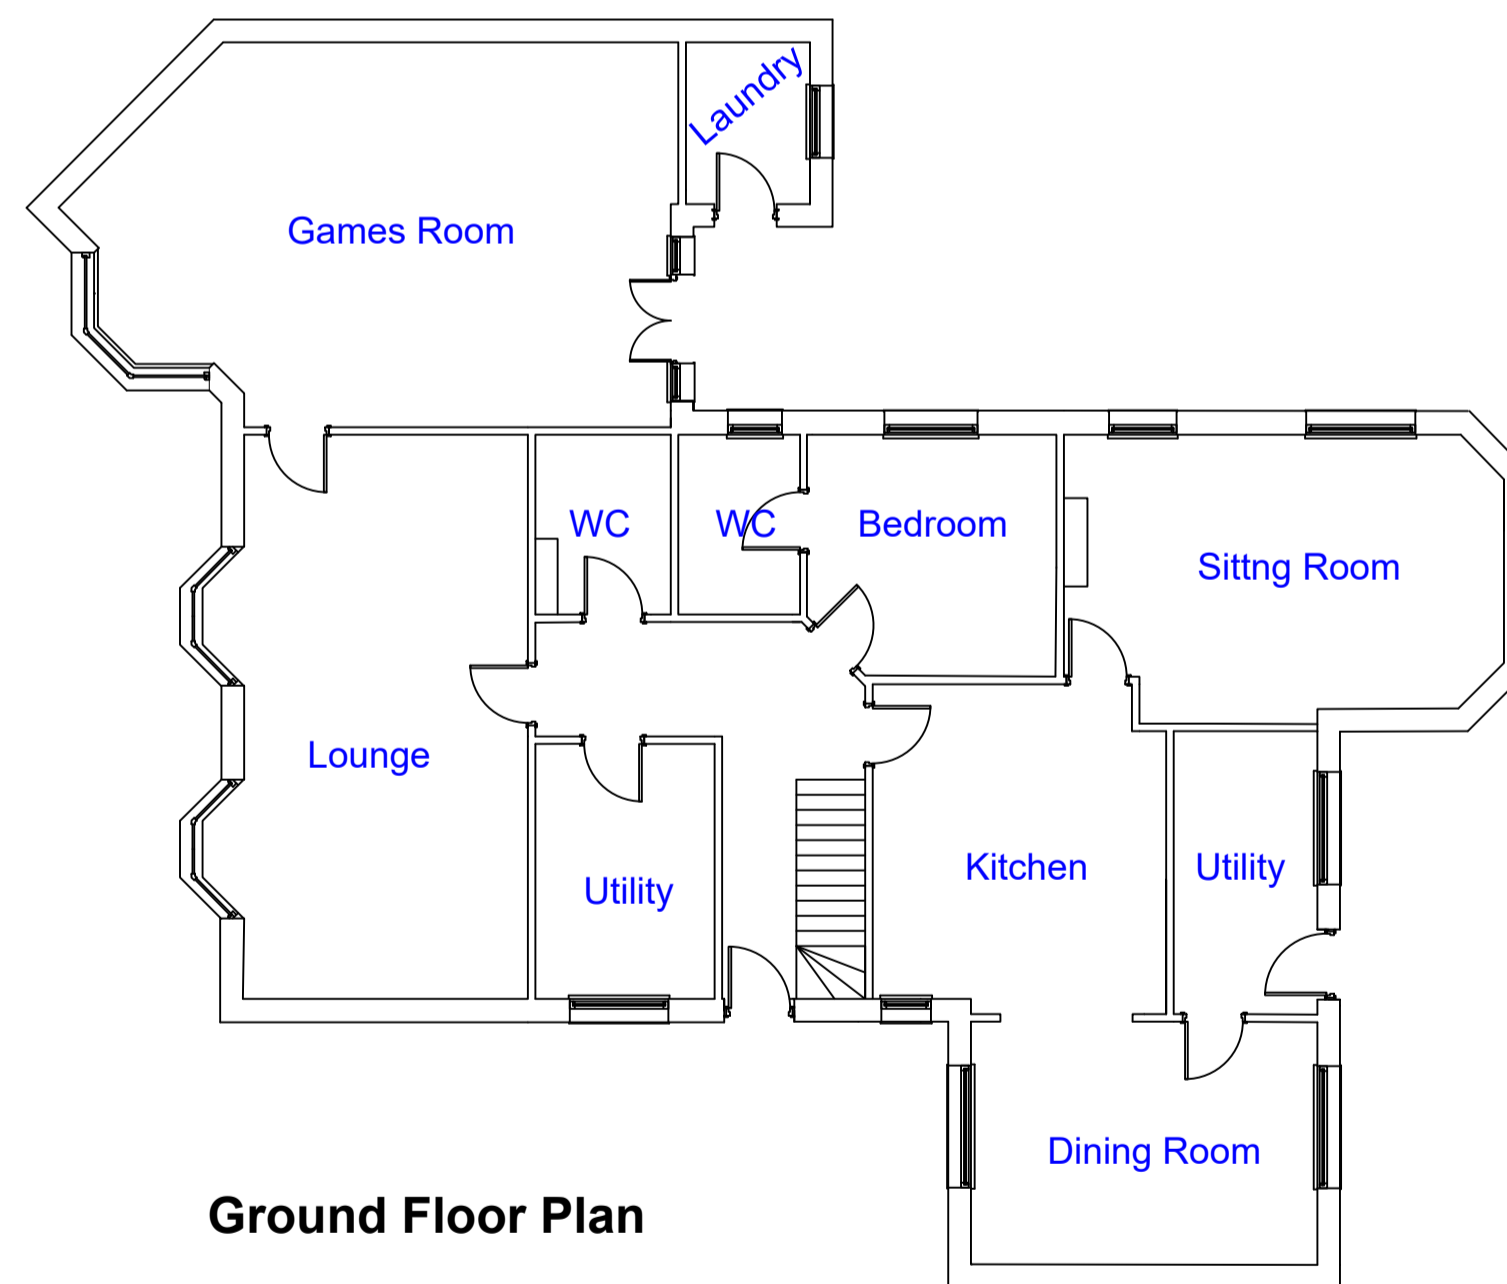 Laundry
Games Room
WC
WC
Bedroom
Sittng Room
Lounge
Kitchen
Utility
Utility
Dining Room
Ground Floor Plan